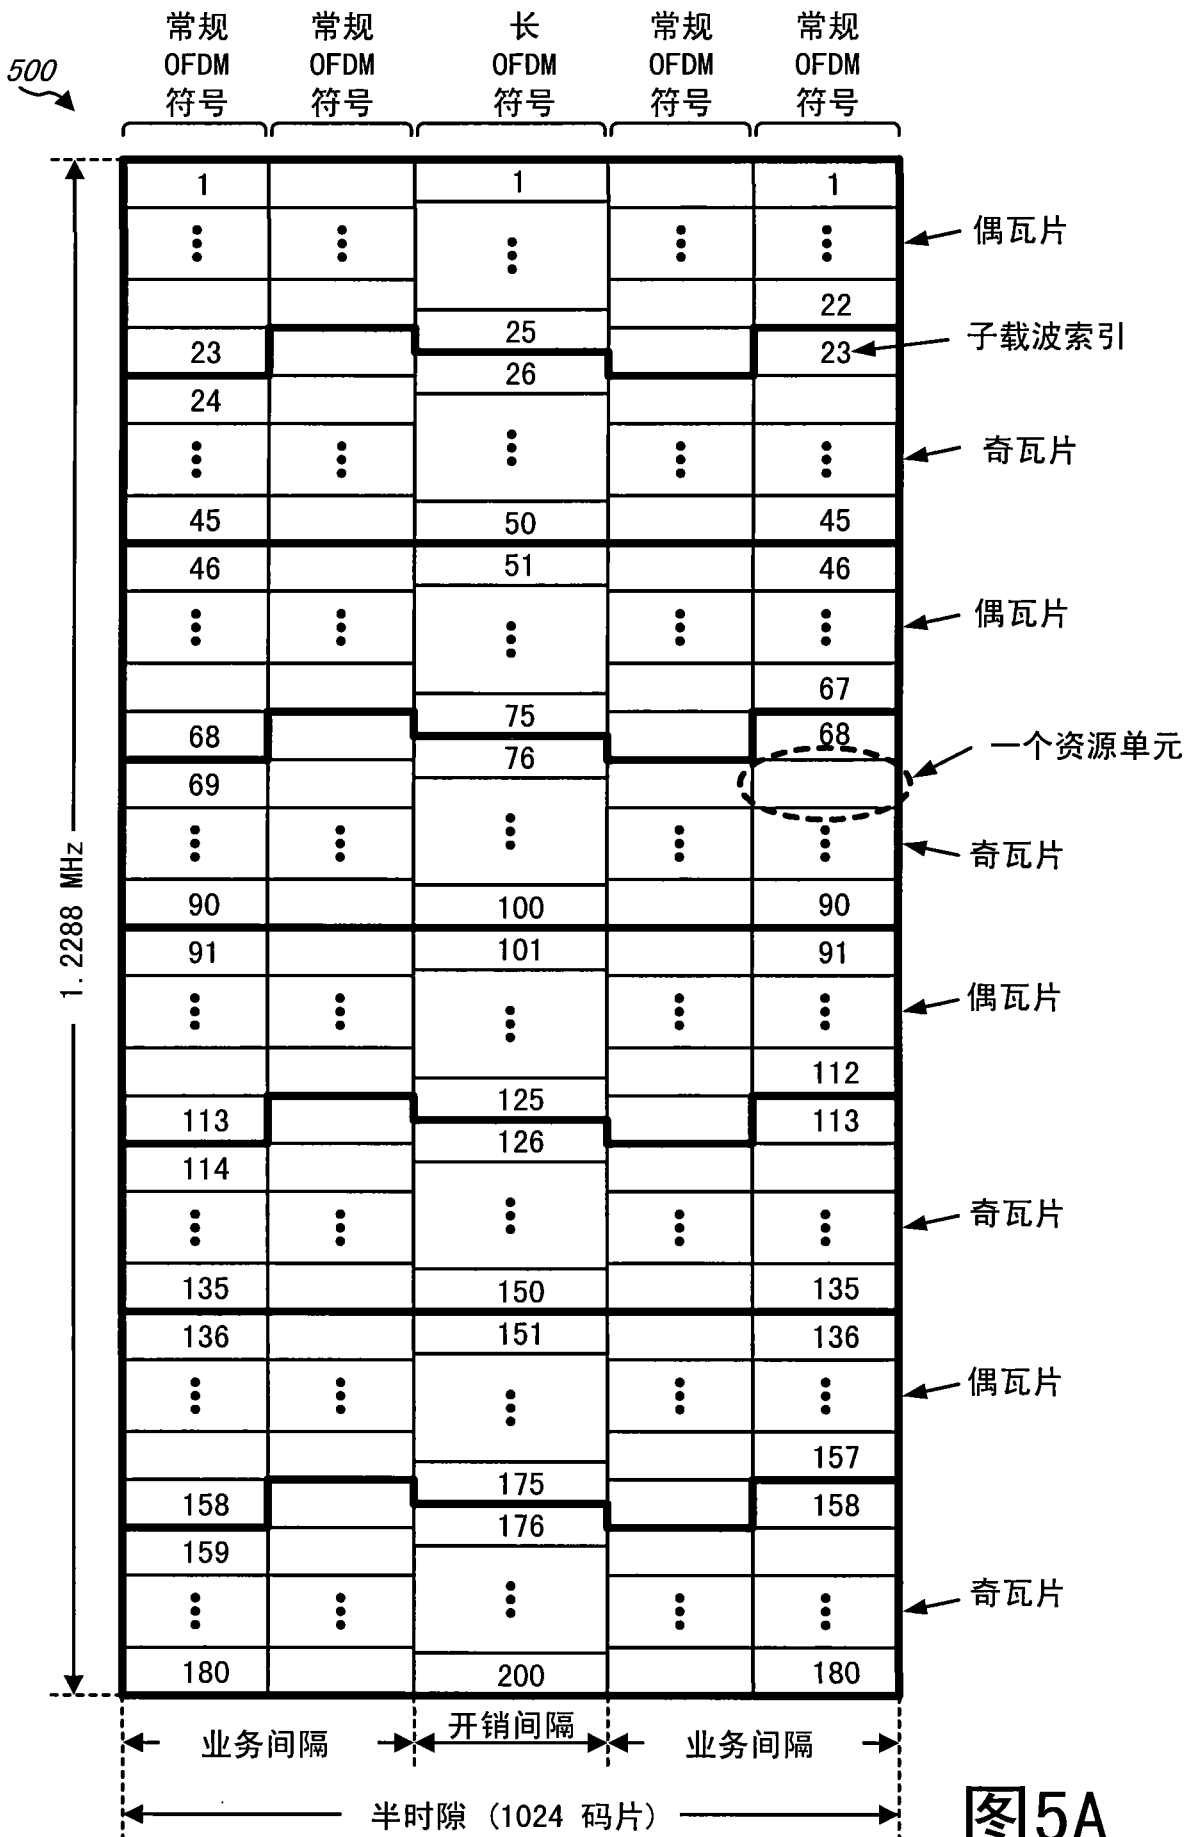 500
常规 常规 长 常规 常规
OFDM OFDM OFDM OFDM OFDM
符号 符号 符号 符号 符号
1 1 1
偶瓦片
22
25
子载波索引
23 23
26
24
奇瓦片
45 50 45
46 51 46
偶瓦片
67
75
68 68
一个资源单元
76
69
1.2288 MHz
奇瓦片
90 100 90
91 101 91
偶瓦片
112
125
113 113
126
114
奇瓦片
135 150 135
136 151 136
偶瓦片
157
175
158 158
176
159
奇瓦片
180 200 180
业务间隔 开销间隔 业务间隔
半时隙 (1024 码片)
图5A